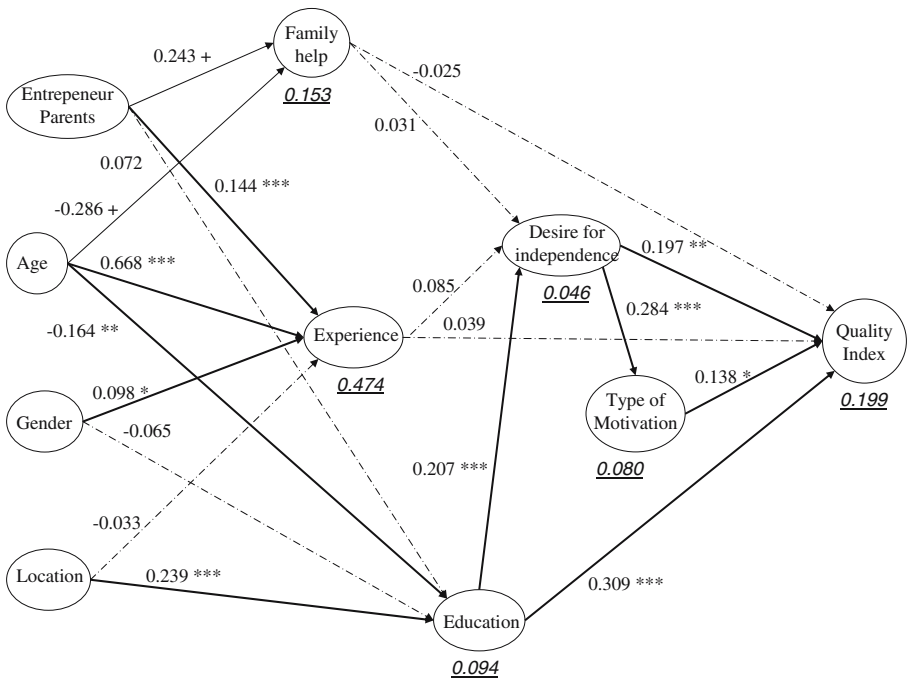 Family
help
0.153
0.243 +
-0.025
Entrepeneur
Parents
0.031
0.072
0.144 ***
-0.286 +
Desire for
independence
0.046
0.197 **
Age
0.668 ***
0.085
0.284 ***
-0.164 **
Experience
0.474
0.039
Quality
Index
0.199
0.098 *
0.138 *
Type of
Motivation
0.080
Gender
-0.065
0.207 ***
-0.033
Location
0.239 ***
0.309 ***
Education
0.094